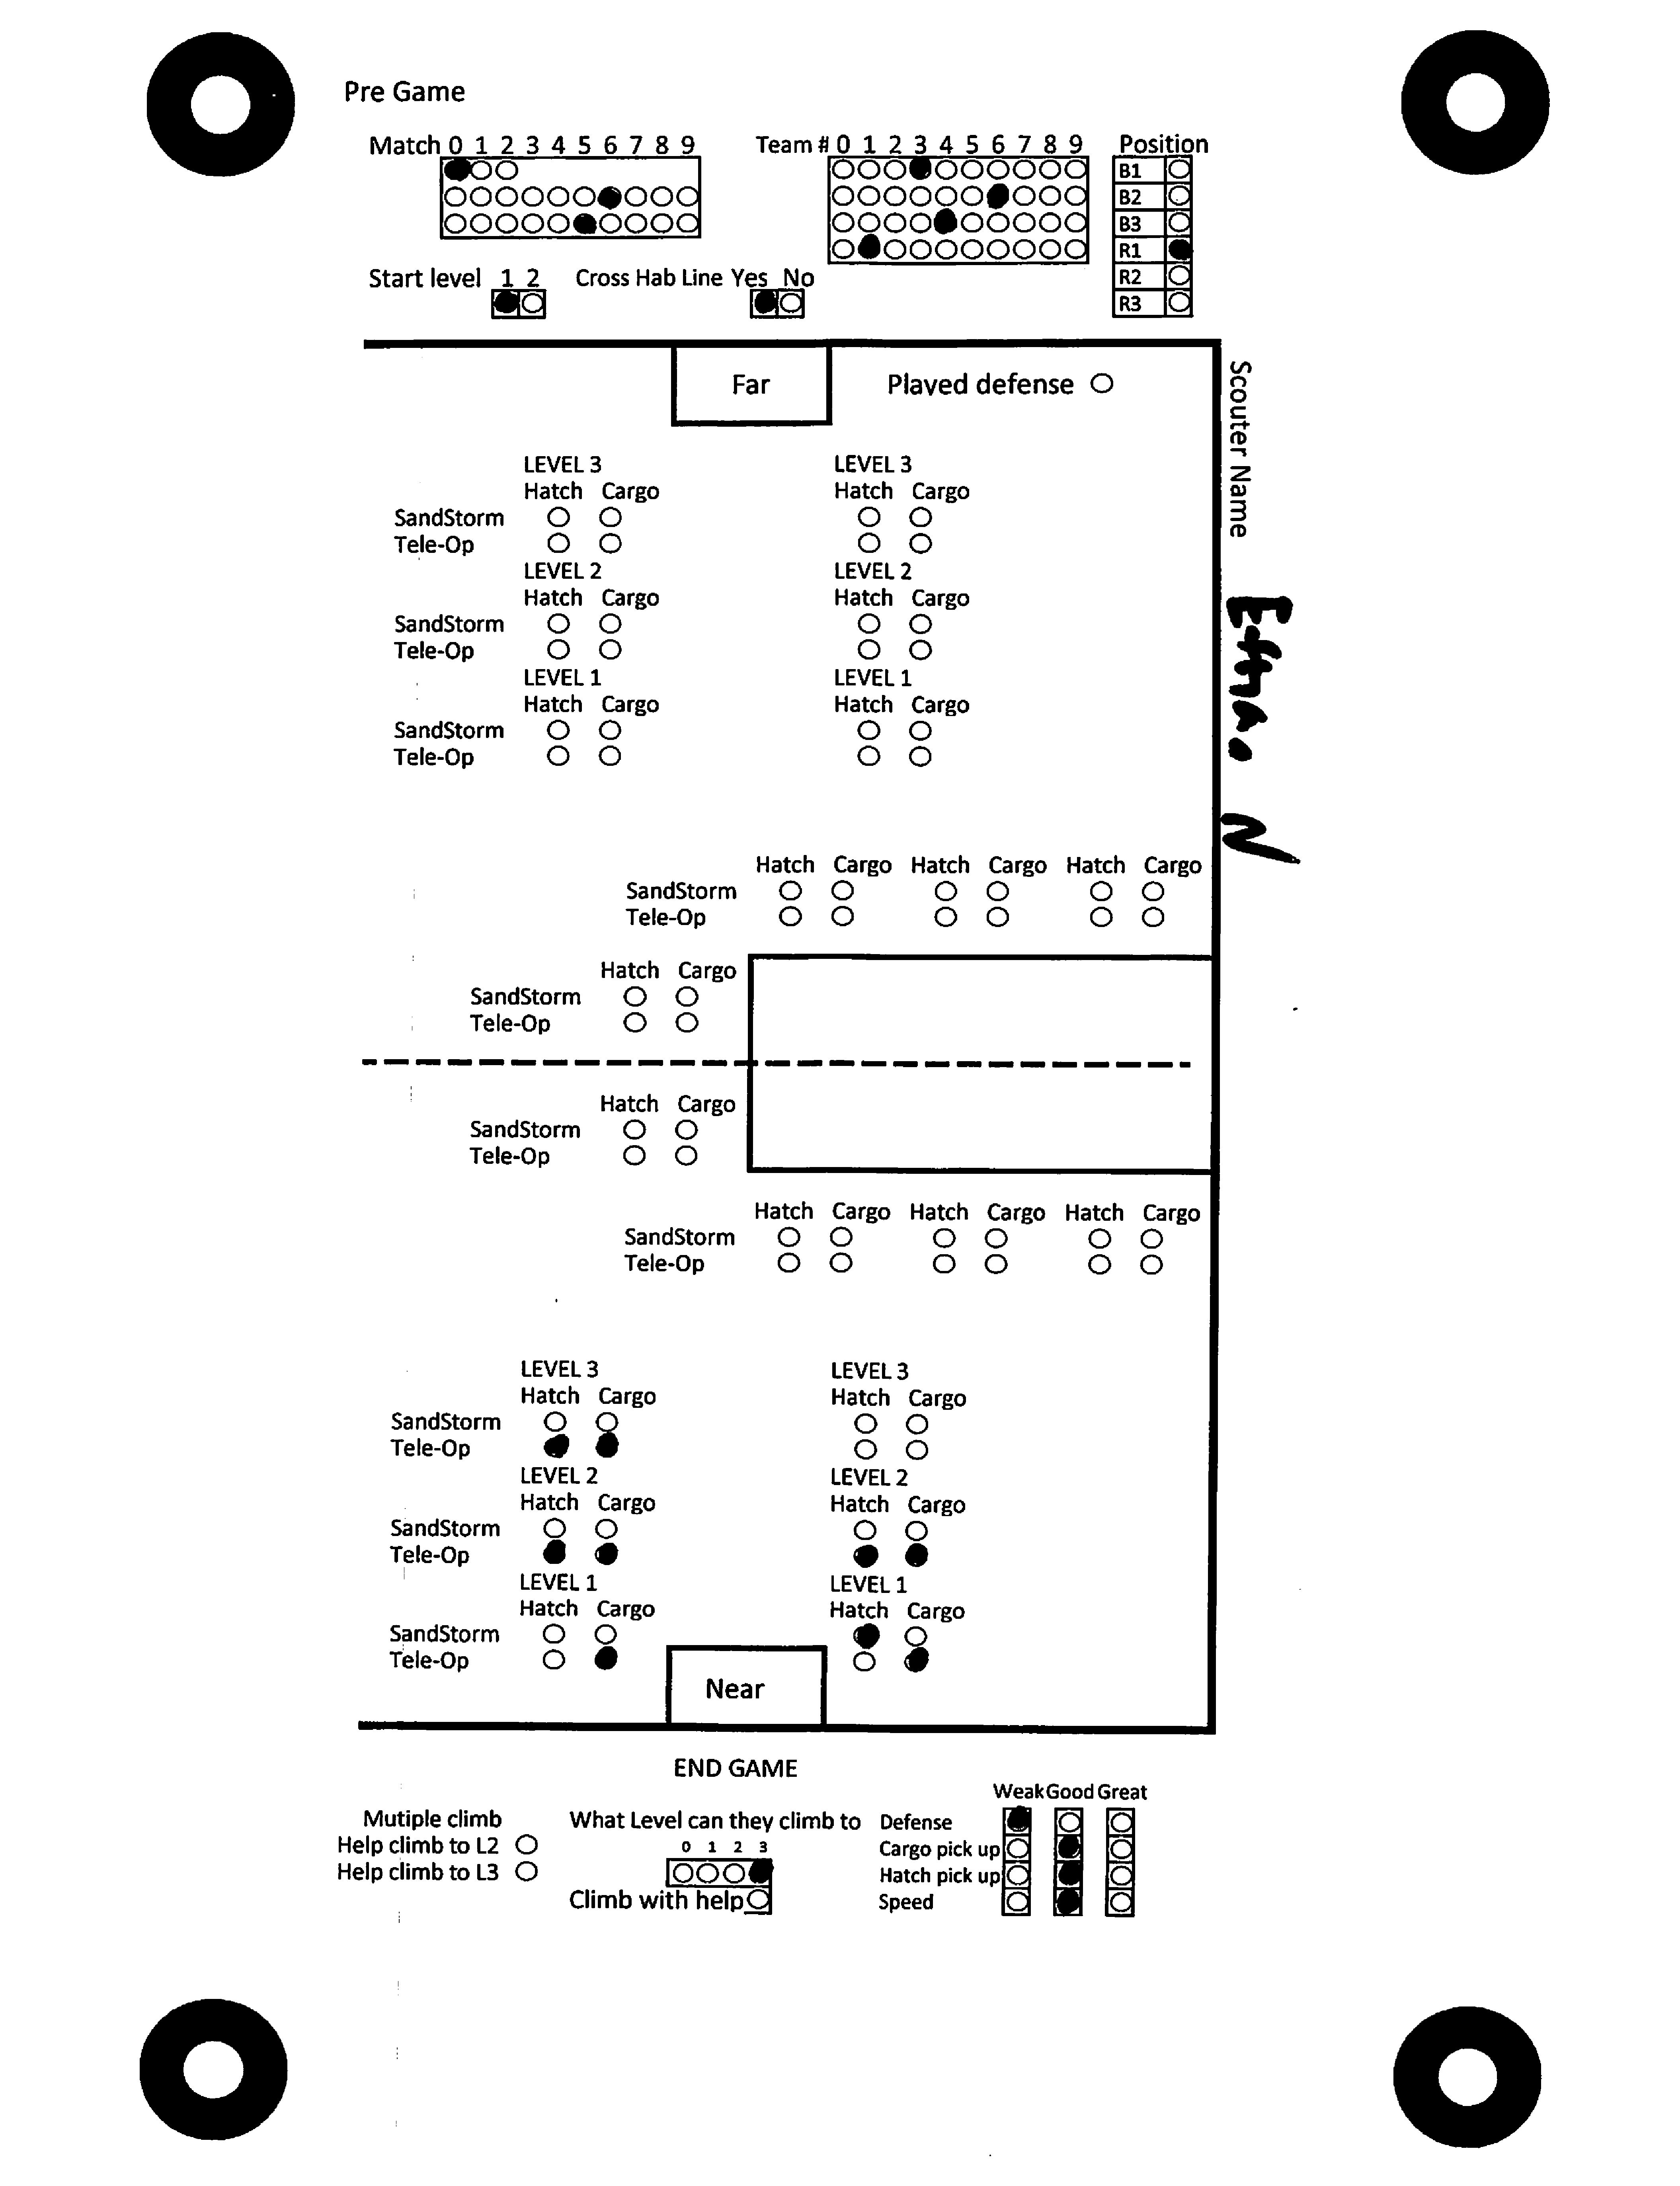 Pre Game
Match 0 1 2 3 4 5 6 7 8 9
Team # 0 1 2 3 4 5 6 7 8 9
Position
B1
B2
B3
R1
R2
R3
Start level 1 2
Cross Hab Line Yes No
Scouter Name
Far
Played defense
LEVEL 3 LEVEL 3
Hatch Cargo Hatch Cargo
SandStorm
Tele-Op
LEVEL 2 LEVEL 2
Hatch Cargo Hatch Cargo
SandStorm
Tele-Op
LEVEL 1 LEVEL 1
Hatch Cargo Hatch Cargo
SandStorm
Tele-Op
Hatch Cargo Hatch Cargo Hatch Cargo
SandStorm
Tele-Op
Hatch Cargo
SandStorm
Tele-Op
Hatch Cargo
SandStorm
Tele-Op
Hatch Cargo Hatch Cargo Hatch Cargo
SandStorm
Tele-Op
LEVEL 3 LEVEL 3
Hatch Cargo Hatch Cargo
SandStorm
Tele-Op
LEVEL 2 LEVEL 2
Hatch Cargo Hatch Cargo
SandStorm
Tele-Op
LEVEL 1 LEVEL 1
Hatch Cargo Hatch Cargo
SandStorm
Tele-Op
Near
END GAME
Mutiple climb
Help climb to L2
Help climb to L3
What Level can they climb to
0 1 2 3
Climb with help
Weak Good Great
Defense
Cargo pick up
Hatch pick up
Speed